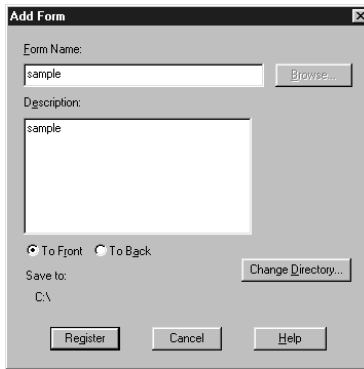 Add Form
Form Name:
sample
Browse...
Description:
sample
To Front To Back
Save to:
Change Directory...
C:\
Register Cancel Help